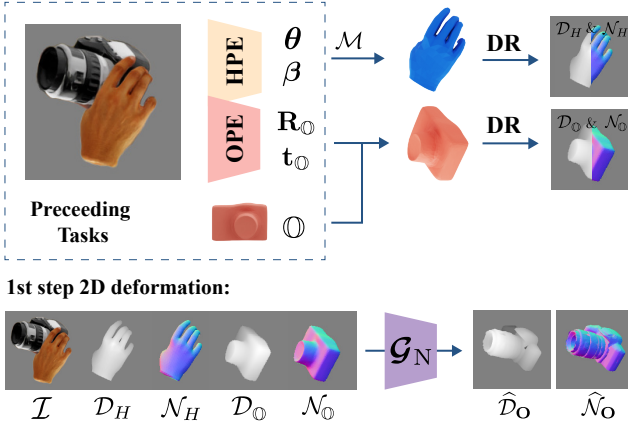 HPE
θ
β
ℳ
DR
𝒟_H & 𝒩_H
OPE
R_𝕆
t_𝕆
DR
𝒟_𝕆 & 𝒩_𝕆
Preceeding
Tasks
𝕆
1st step 2D deformation:
𝓖_N
ℐ 𝒟_H 𝒩_H 𝒟_𝕆 𝒩_𝕆 𝒟̂_O 𝒩̂_O